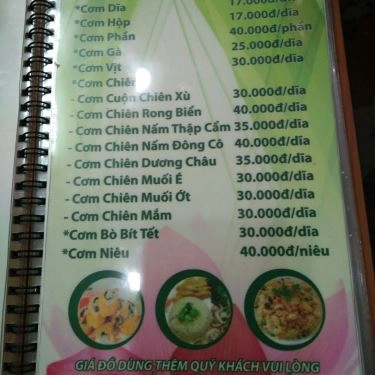 *Cơm Dĩa 17.000đ/dĩa
*Cơm Hộp 17.000đ/dĩa
*Cơm Phần 40.000đ/phần
*Cơm Gà 25.000đ/dĩa
*Cơm Vịt 30.000đ/dĩa
*Cơm Chiên
- Cơm Cuộn Chiên Xù 30.000đ/dĩa
- Cơm Chiên Rong Biển 40.000đ/dĩa
- Cơm Chiên Nấm Thập Cẩm 35.000đ/dĩa
- Cơm Chiên Nấm Đông Cô 40.000đ/dĩa
- Cơm Chiên Dương Châu 35.000đ/dĩa
- Cơm Chiên Muối É 30.000đ/dĩa
- Cơm Chiên Muối Ớt 30.000đ/dĩa
- Cơm Chiên Mắm 30.000đ/dĩa
*Cơm Bò Bít Tết 30.000đ/dĩa
*Cơm Niêu 40.000đ/niêu
GIÁ ĐỒ DÙNG THÊM QUÝ KHÁCH VUI LÒNG